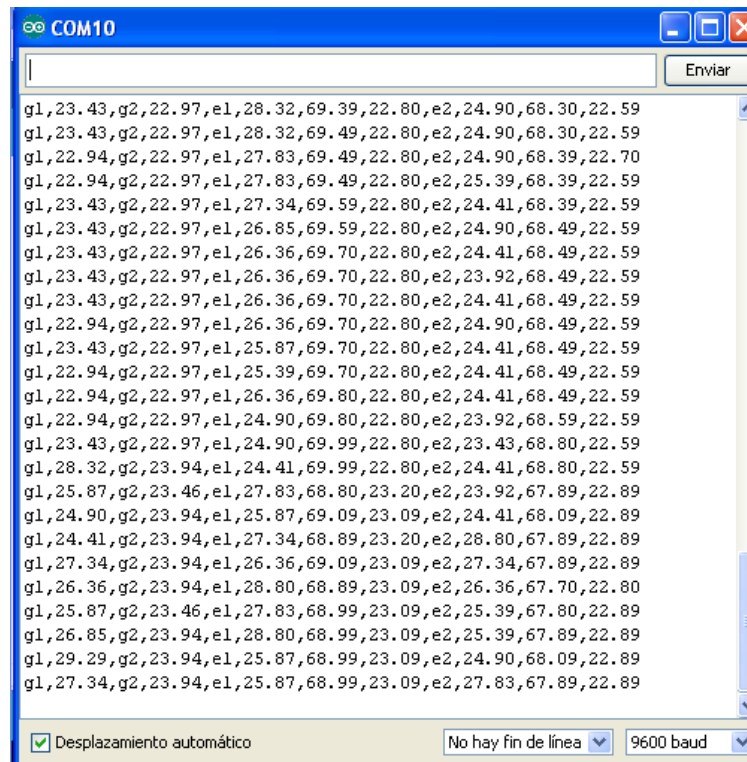 COM10
Enviar
g1,23.43,g2,22.97,e1,28.32,69.39,22.80,e2,24.90,68.30,22.59
g1,23.43,g2,22.97,e1,28.32,69.49,22.80,e2,24.90,68.30,22.59
g1,22.94,g2,22.97,e1,27.83,69.49,22.80,e2,24.90,68.39,22.70
g1,22.94,g2,22.97,e1,27.83,69.49,22.80,e2,25.39,68.39,22.59
g1,23.43,g2,22.97,e1,27.34,69.59,22.80,e2,24.41,68.39,22.59
g1,23.43,g2,22.97,e1,26.85,69.59,22.80,e2,24.90,68.49,22.59
g1,23.43,g2,22.97,e1,26.36,69.70,22.80,e2,24.41,68.49,22.59
g1,23.43,g2,22.97,e1,26.36,69.70,22.80,e2,23.92,68.49,22.59
g1,23.43,g2,22.97,e1,26.36,69.70,22.80,e2,24.41,68.49,22.59
g1,22.94,g2,22.97,e1,26.36,69.70,22.80,e2,24.90,68.49,22.59
g1,23.43,g2,22.97,e1,25.87,69.70,22.80,e2,24.41,68.49,22.59
g1,22.94,g2,22.97,e1,25.39,69.70,22.80,e2,24.41,68.49,22.59
g1,22.94,g2,22.97,e1,26.36,69.80,22.80,e2,24.41,68.49,22.59
g1,22.94,g2,22.97,e1,24.90,69.80,22.80,e2,23.92,68.59,22.59
g1,23.43,g2,22.97,e1,24.90,69.99,22.80,e2,23.43,68.80,22.59
g1,28.32,g2,23.94,e1,24.41,69.99,22.80,e2,24.41,68.80,22.59
g1,25.87,g2,23.46,e1,27.83,68.80,23.20,e2,23.92,67.89,22.89
g1,24.90,g2,23.94,e1,25.87,69.09,23.09,e2,24.41,68.09,22.89
g1,24.41,g2,23.94,e1,27.34,68.89,23.20,e2,28.80,67.89,22.89
g1,27.34,g2,23.94,e1,26.36,69.09,23.09,e2,27.34,67.89,22.89
g1,26.36,g2,23.94,e1,28.80,68.89,23.09,e2,26.36,67.70,22.80
g1,25.87,g2,23.46,e1,27.83,68.99,23.09,e2,25.39,67.80,22.89
g1,26.85,g2,23.94,e1,28.80,68.99,23.09,e2,25.39,67.89,22.89
g1,29.29,g2,23.94,e1,25.87,68.99,23.09,e2,24.90,68.09,22.89
g1,27.34,g2,23.94,e1,25.87,68.99,23.09,e2,27.83,67.89,22.89
Desplazamiento automático
No hay fin de línea
9600 baud